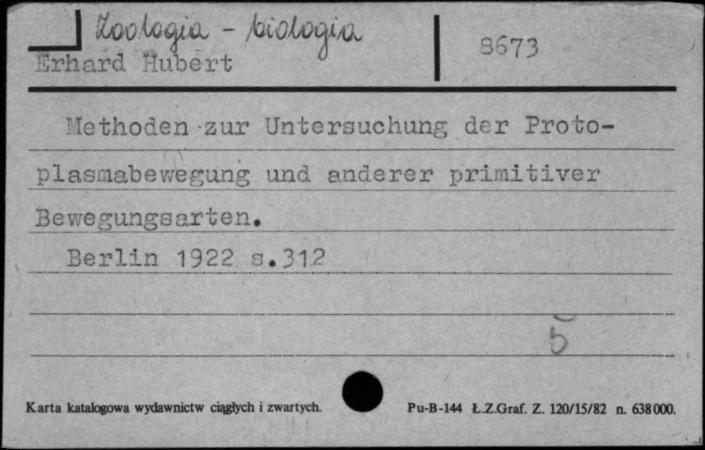 Zoologia - biologia
Erhard Hubert
8673
Methoden zur Untersuchung der Proto-
plasmabewegung und anderer primitiver
Bewegungsarten.
Berlin 1922 s.312
5
Karta katalogowa wydawnictw ciągłych i zwartych.
Pu-B-144 Ł.Z.Graf. Z. 120/15/82 n. 638000.